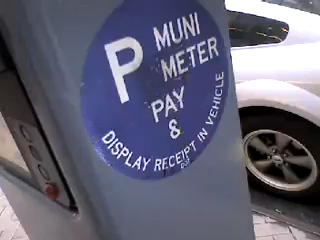 P MUNI
METER
PAY
&
DISPLAY RECEIPT IN VEHICLE